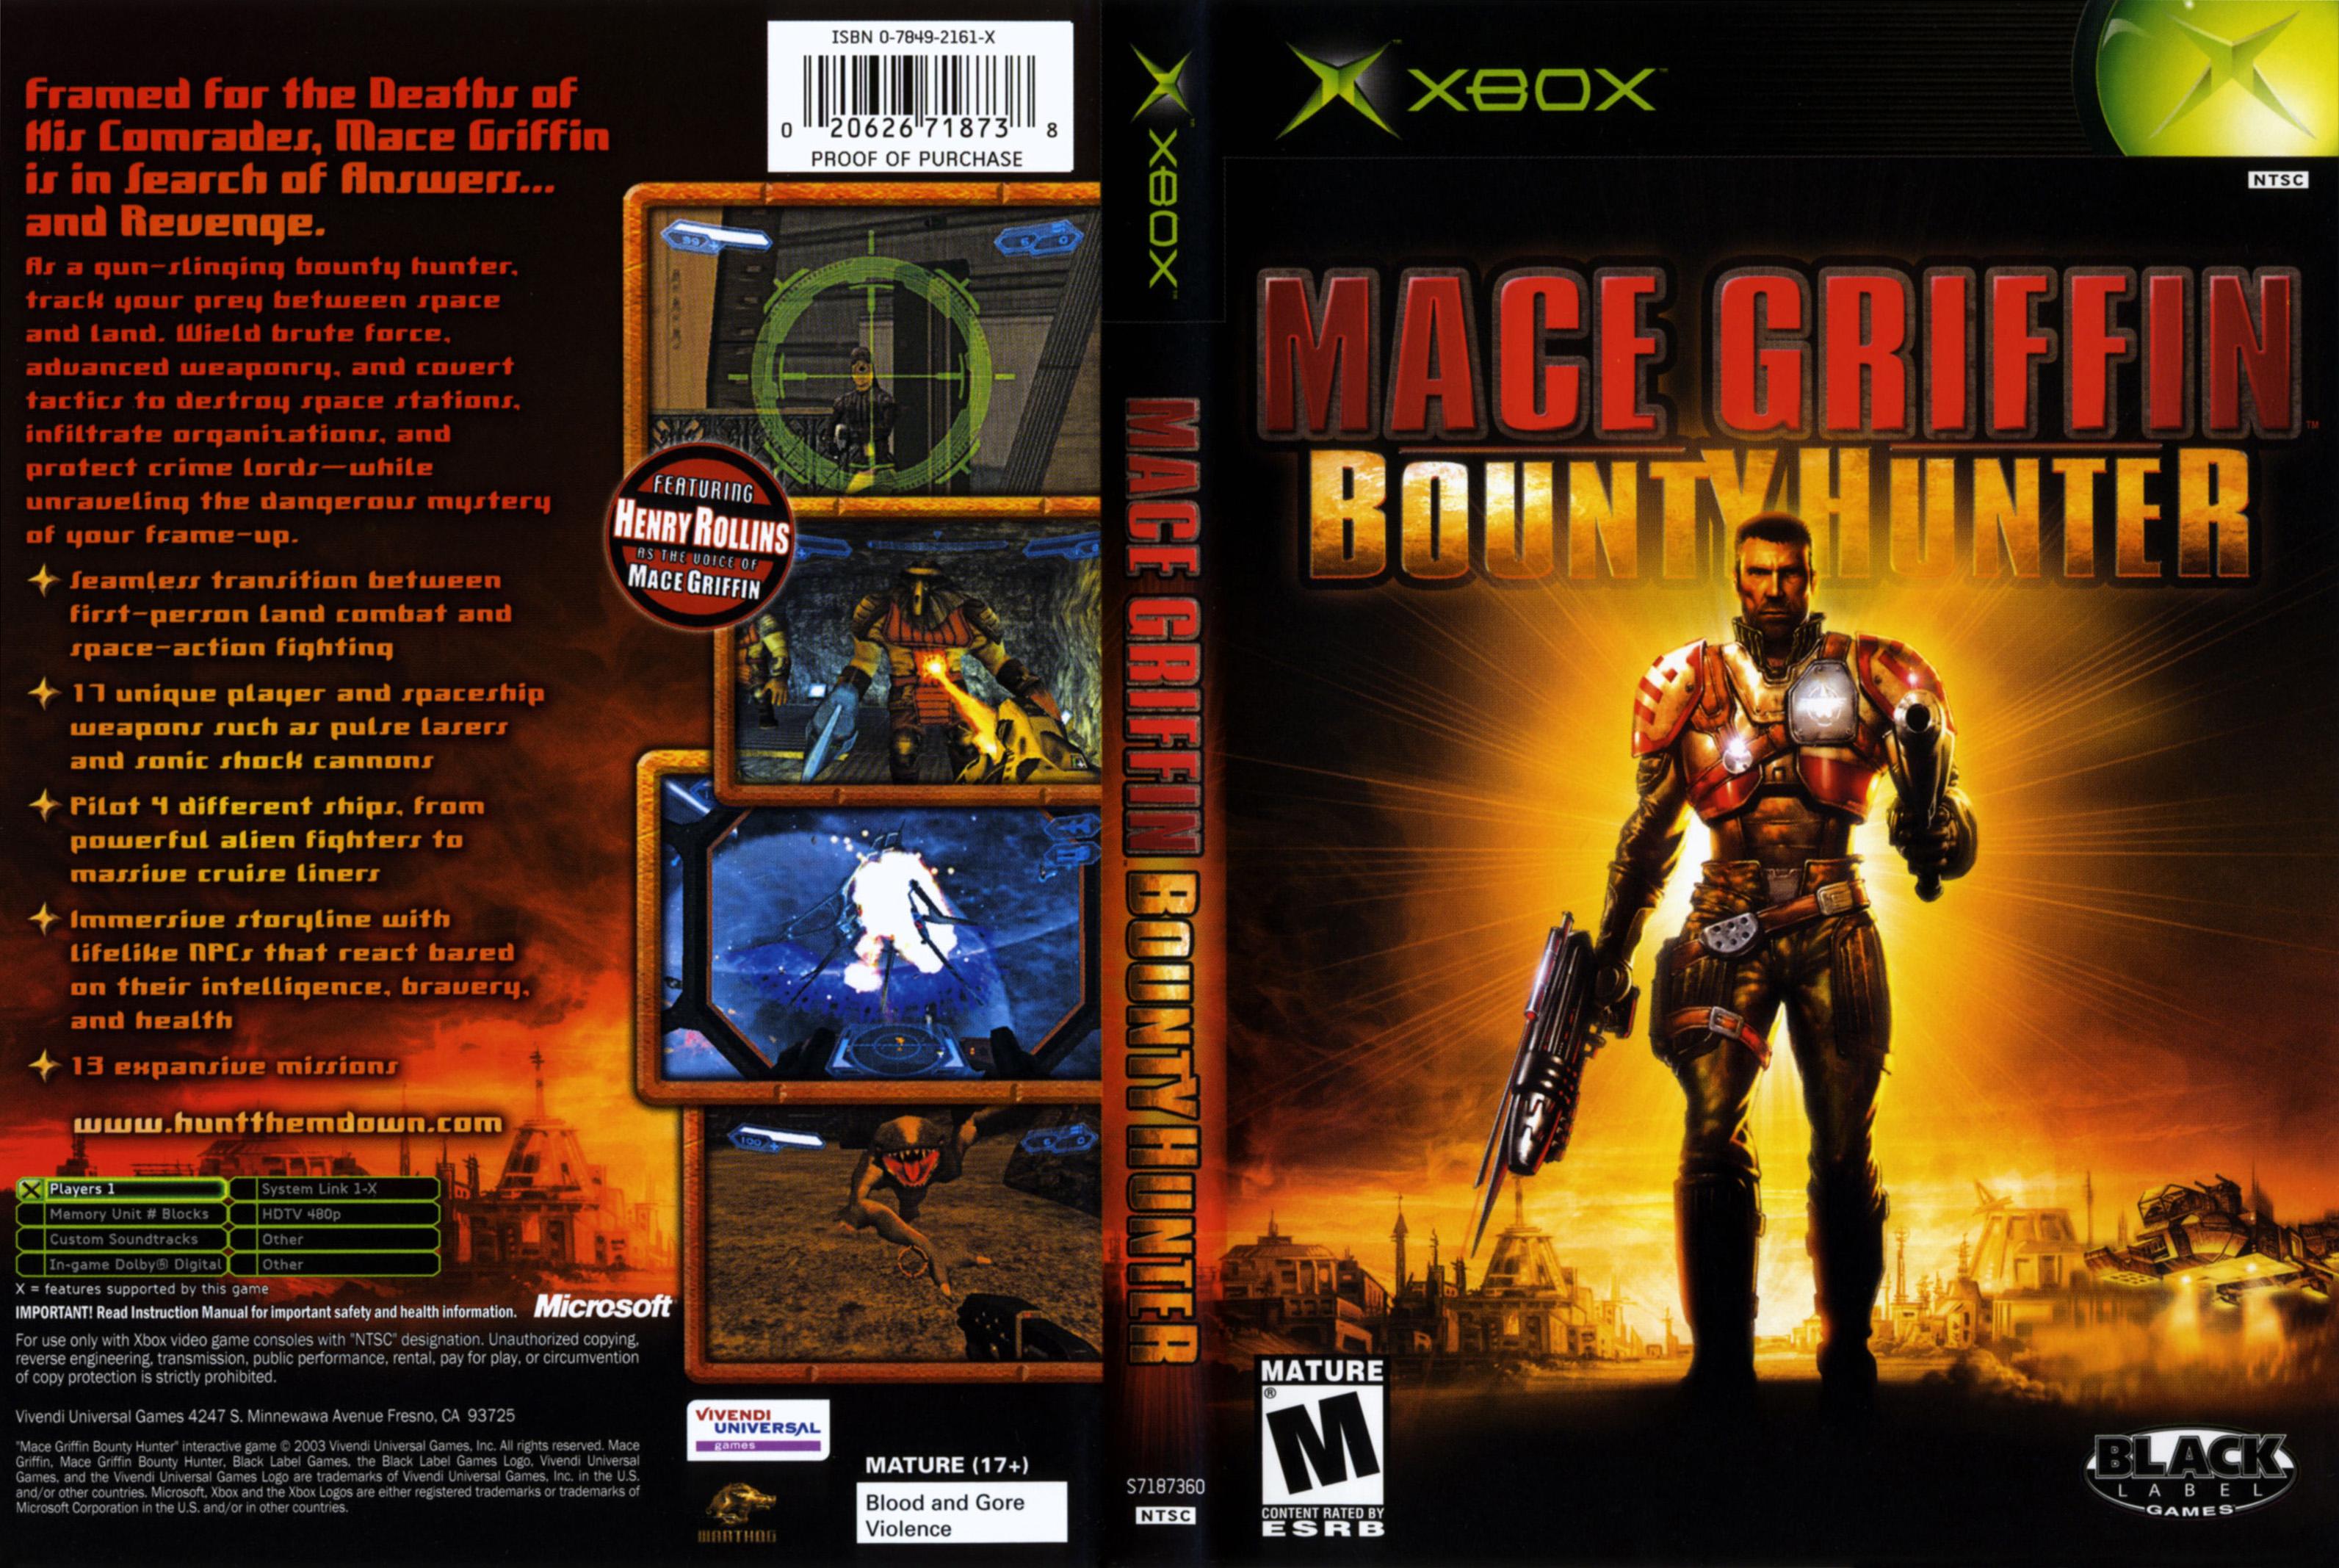 Framed for the Deaths of
His Comrades, Mace Griffin
is in Search of Answers...
and Revenge.
As a gun-slinging bounty hunter,
track your prey between space
and land. Wield brute force,
advanced weaponry, and covert
tactics to destroy space stations,
infiltrate organizations, and
protect crime lords—while
unraveling the dangerous mystery
of your frame-up.
Seamless transition between
first-person land combat and
space-action fighting
17 unique player and spaceship
weapons such as pulse lasers
and sonic shock cannons
Pilot 4 different ships, from
powerful alien fighters to
massive cruise liners
Immersive storyline with
lifelike NPCs that react based
on their intelligence, bravery,
and health
13 expansive missions
www.huntthemdown.com
X Players 1
System Link 1-X
Memory Unit # Blocks
HDTV 480p
Custom Soundtracks
Other
In-game Dolby® Digital
Other
X = features supported by this game
IMPORTANT! Read Instruction Manual for important safety and health information.
Microsoft
For use only with Xbox video game consoles with "NTSC" designation. Unauthorized copying,
reverse engineering, transmission, public performance, rental, pay for play, or circumvention
of copy protection is strictly prohibited.
Vivendi Universal Games 4247 S. Minnewawa Avenue Fresno, CA 93725
"Mace Griffin Bounty Hunter" interactive game © 2003 Vivendi Universal Games, Inc. All rights reserved. Mace
Griffin, Mace Griffin Bounty Hunter, Black Label Games, the Black Label Games Logo, Vivendi Universal
Games, and the Vivendi Universal Games Logo are trademarks of Vivendi Universal Games, Inc. in the U.S.
and/or other countries. Microsoft, Xbox and the Xbox Logos are either registered trademarks or trademarks of
Microsoft Corporation in the U.S. and/or in other countries.
ISBN 0-7849-2161-X
0 20626 71873 8
PROOF OF PURCHASE
FEATURING
HENRY ROLLINS
AS THE VOICE OF
MACE GRIFFIN
100
VIVENDI
UNIVERSAL
games
WARTHOG
MATURE (17+)
Blood and Gore
Violence
XBOX™
MACE GRIFFIN™ BOUNTY HUNTER
S7187360
NTSC
XBOX™
NTSC
MACE GRIFFIN™
BOUNTY HUNTER
MATURE
M®
CONTENT RATED BY
ESRB
BLACK
LABEL
GAMES™